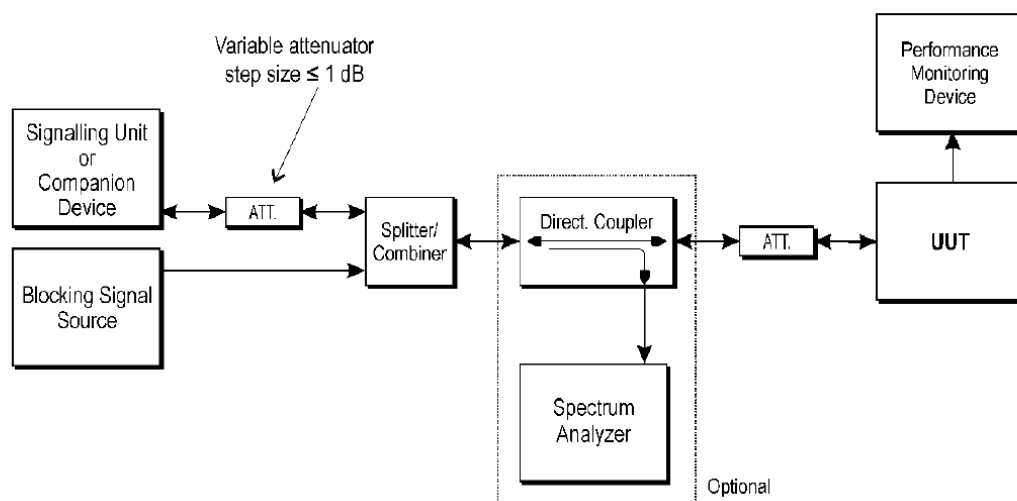 Variable attenuator
step size ≤ 1 dB
Performance
Monitoring
Device
Signalling Unit
or
Companion
Device
ATT.
Splitter/
Combiner
Direct. Coupler
ATT.
UUT
Blocking Signal
Source
Spectrum
Analyzer
Optional